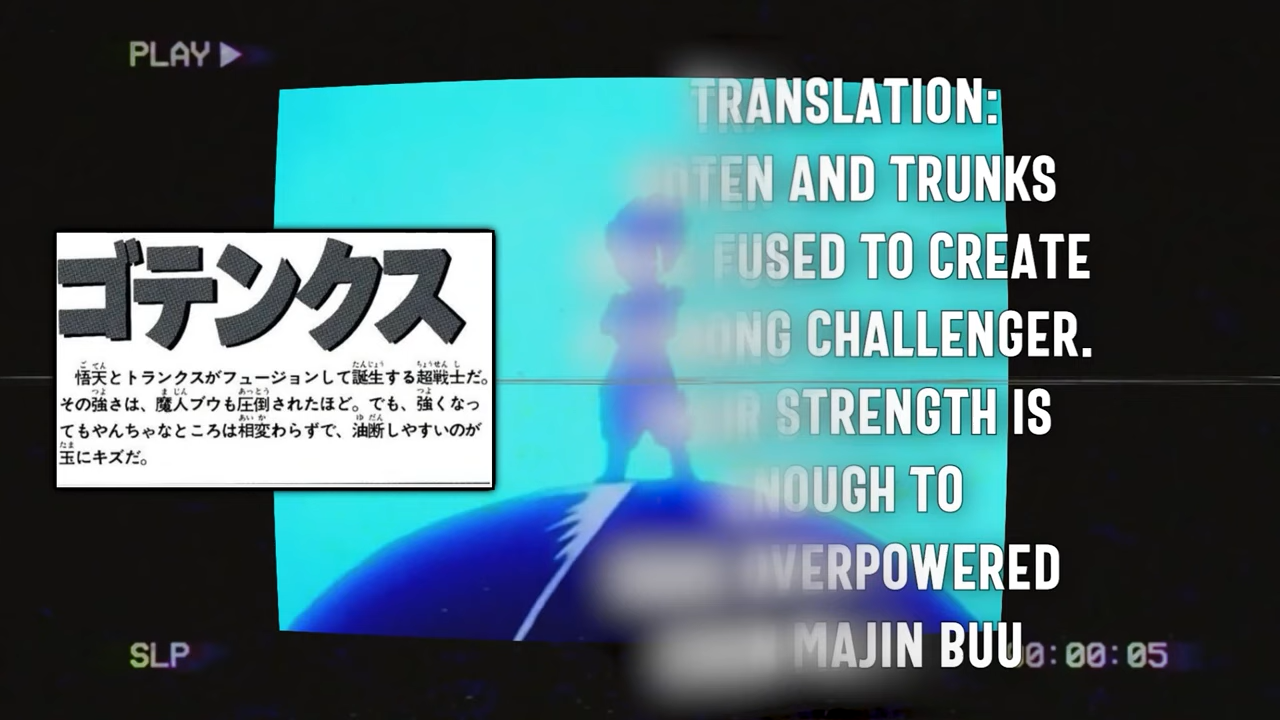 PLAY
TRANSLATION:
AND TRUNKS
FUSED TO CREATE
CHALLENGER.
STRENGTH IS
TO
OVERPOWERED
MAJIN BUU
ゴテンクス
悟天とトランクスがフュージョンして誕生する超戦士だ。
その強さは、魔人ブウも圧倒されたほど。でも、強くなっ
てもやんちゃなところは相変わらずで、油断しやすいのが
玉にキズだ。
SLP
0:00:05